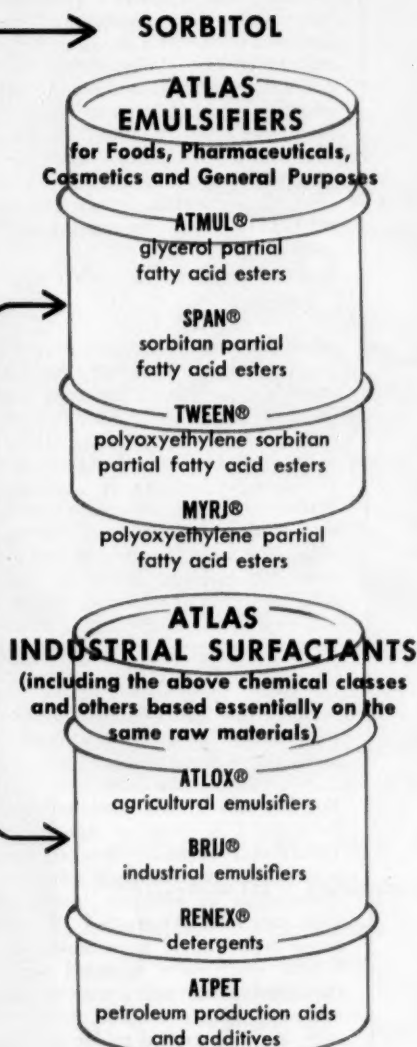 SORBITOL
ATLAS
EMULSIFIERS
for Foods, Pharmaceuticals,
Cosmetics and General Purposes
ATMUL®
glycerol partial
fatty acid esters
SPAN®
sorbitan partial
fatty acid esters
TWEEN®
polyoxyethylene sorbitan
partial fatty acid esters
MYRJ®
polyoxyethylene partial
fatty acid esters
ATLAS
INDUSTRIAL SURFACTANTS
(including the above chemical classes
and others based essentially on the
same raw materials)
ATLOX®
agricultural emulsifiers
BRIJ®
industrial emulsifiers
RENEX®
detergents
ATPET
petroleum production aids
and additives